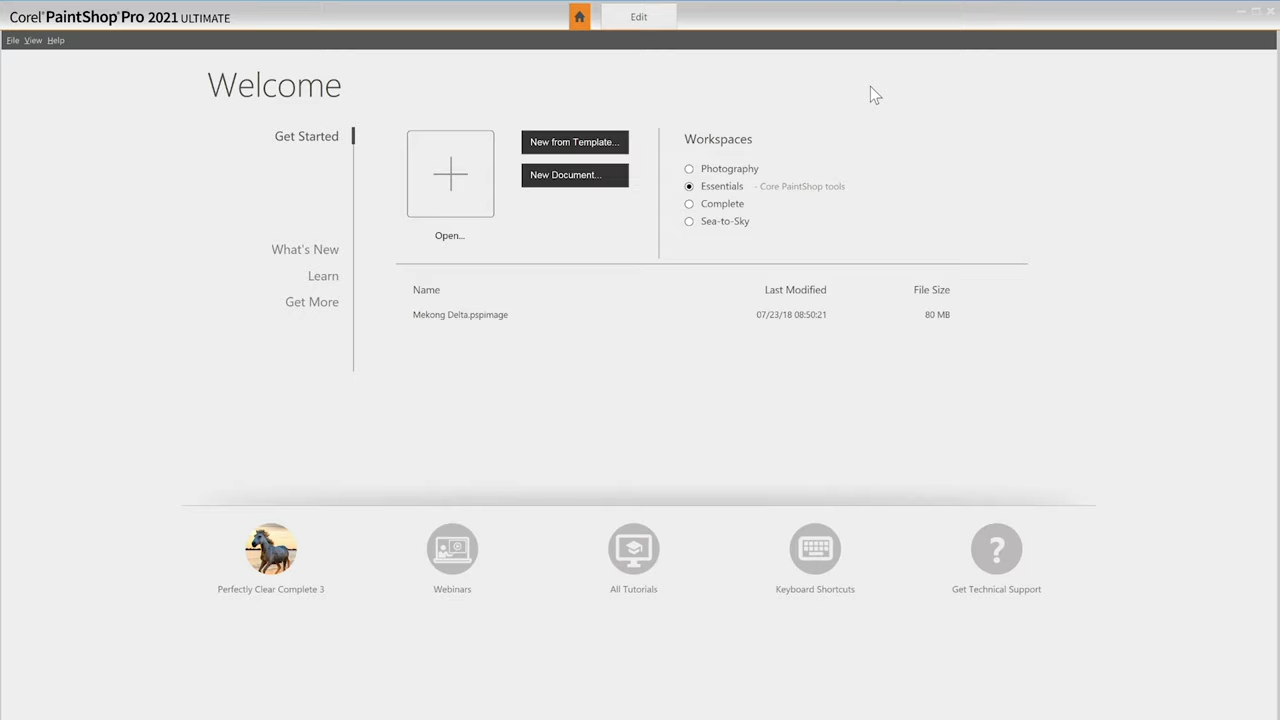 Corel® PaintShop® Pro 2021 ULTIMATE
Edit
File View Help
Welcome
Get Started
What's New
Learn
Get More
New from Template...
New Document...
Open...
Workspaces
Photography
Essentials - Core PaintShop tools
Complete
Sea-to-Sky
Name Last Modified File Size
Mekong Delta.pspimage 07/23/18 08:50:21 80 MB
Perfectly Clear Complete 3
Webinars
All Tutorials
Keyboard Shortcuts
?
Get Technical Support